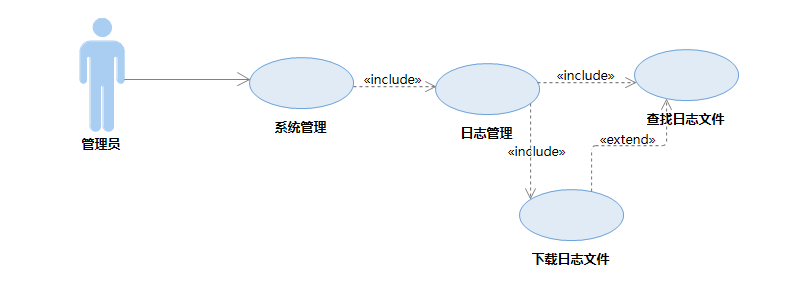 管理员
系统管理
«include»
日志管理
«include»
查找日志文件
«include»
«extend»
下载日志文件